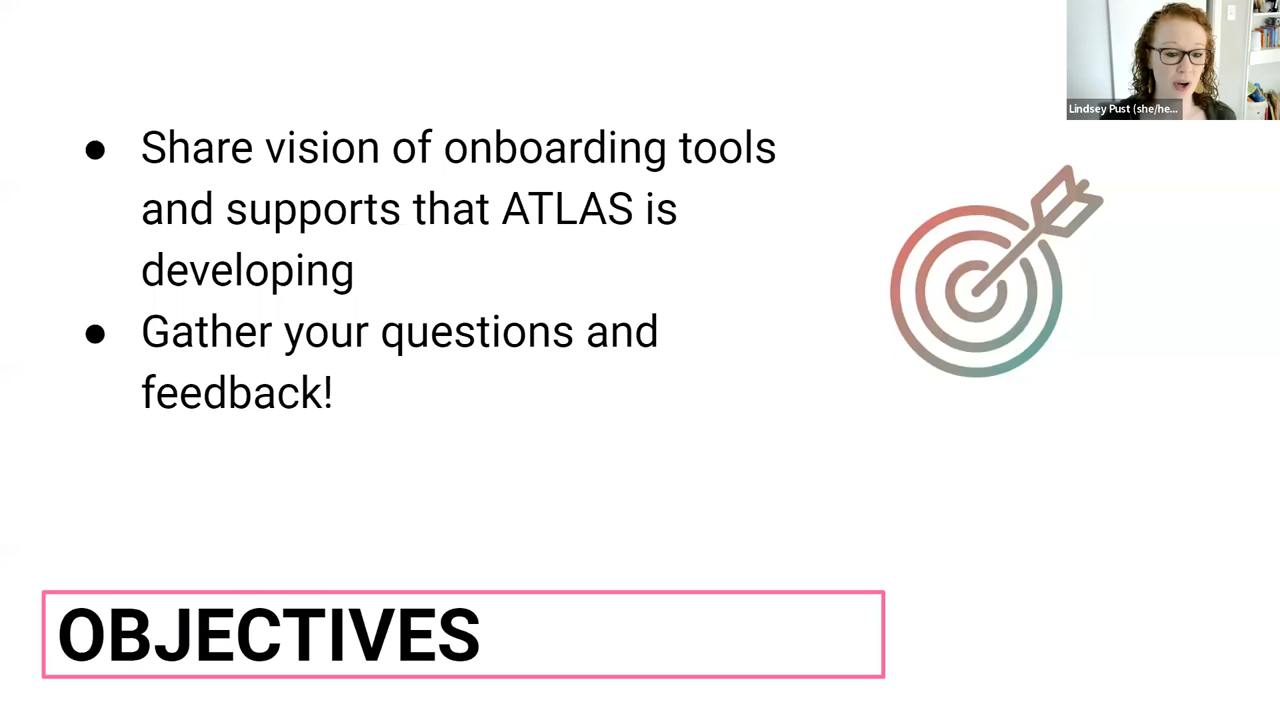 Lindsey Pust (she/he...
● Share vision of onboarding tools
and supports that ATLAS is
developing
● Gather your questions and
feedback!
OBJECTIVES